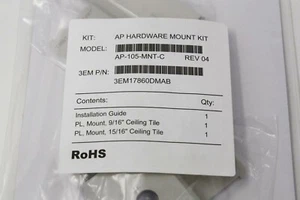 KIT: AP HARDWARE MOUNT KIT
MODEL:
AP-105-MNT-C REV 04
3EM P/N:
3EM17860DMAB
Contents: Qty:
Installation Guide 1
PL, Mount, 9/16" Ceiling Tile 1
PL, Mount, 15/16" Ceiling Tile 1
RoHS